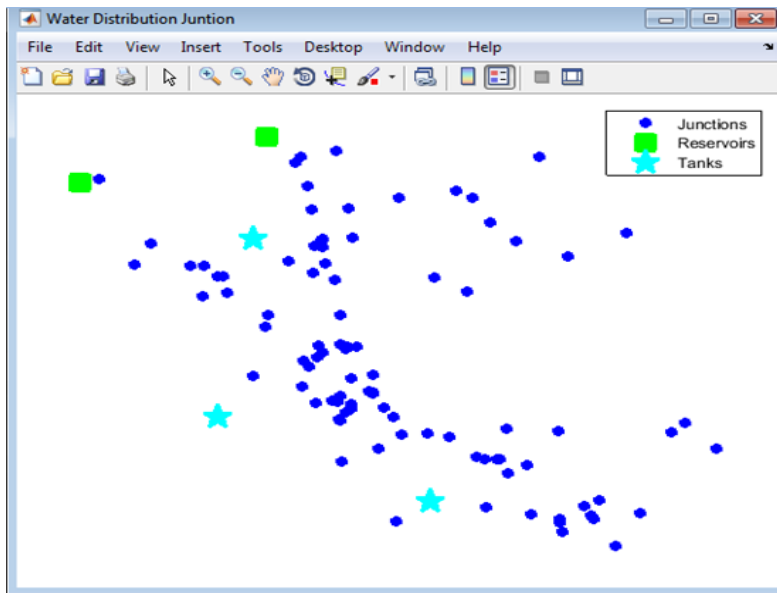 Water Distribution Juntion
File Edit View Insert Tools Desktop Window Help
Junctions
Reservoirs
Tanks